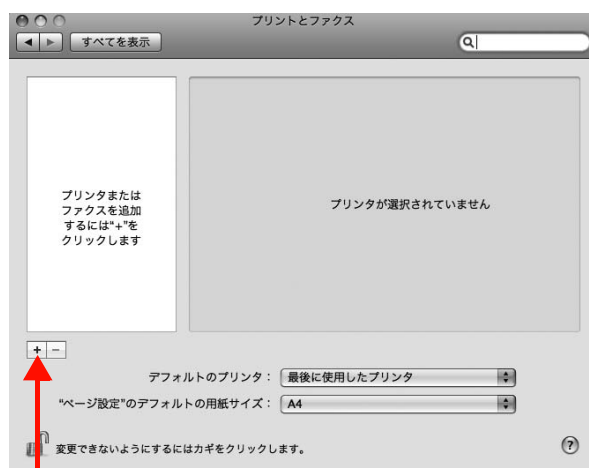 プリントとファクス
すべてを表示
プリンタまたは
ファクスを追加
するには“+”を
クリックします
プリンタが選択されていません
+ −
デフォルトのプリンタ： 最後に使用したプリンタ
“ページ設定”のデフォルトの用紙サイズ： A4
変更できないようにするにはカギをクリックします。
?